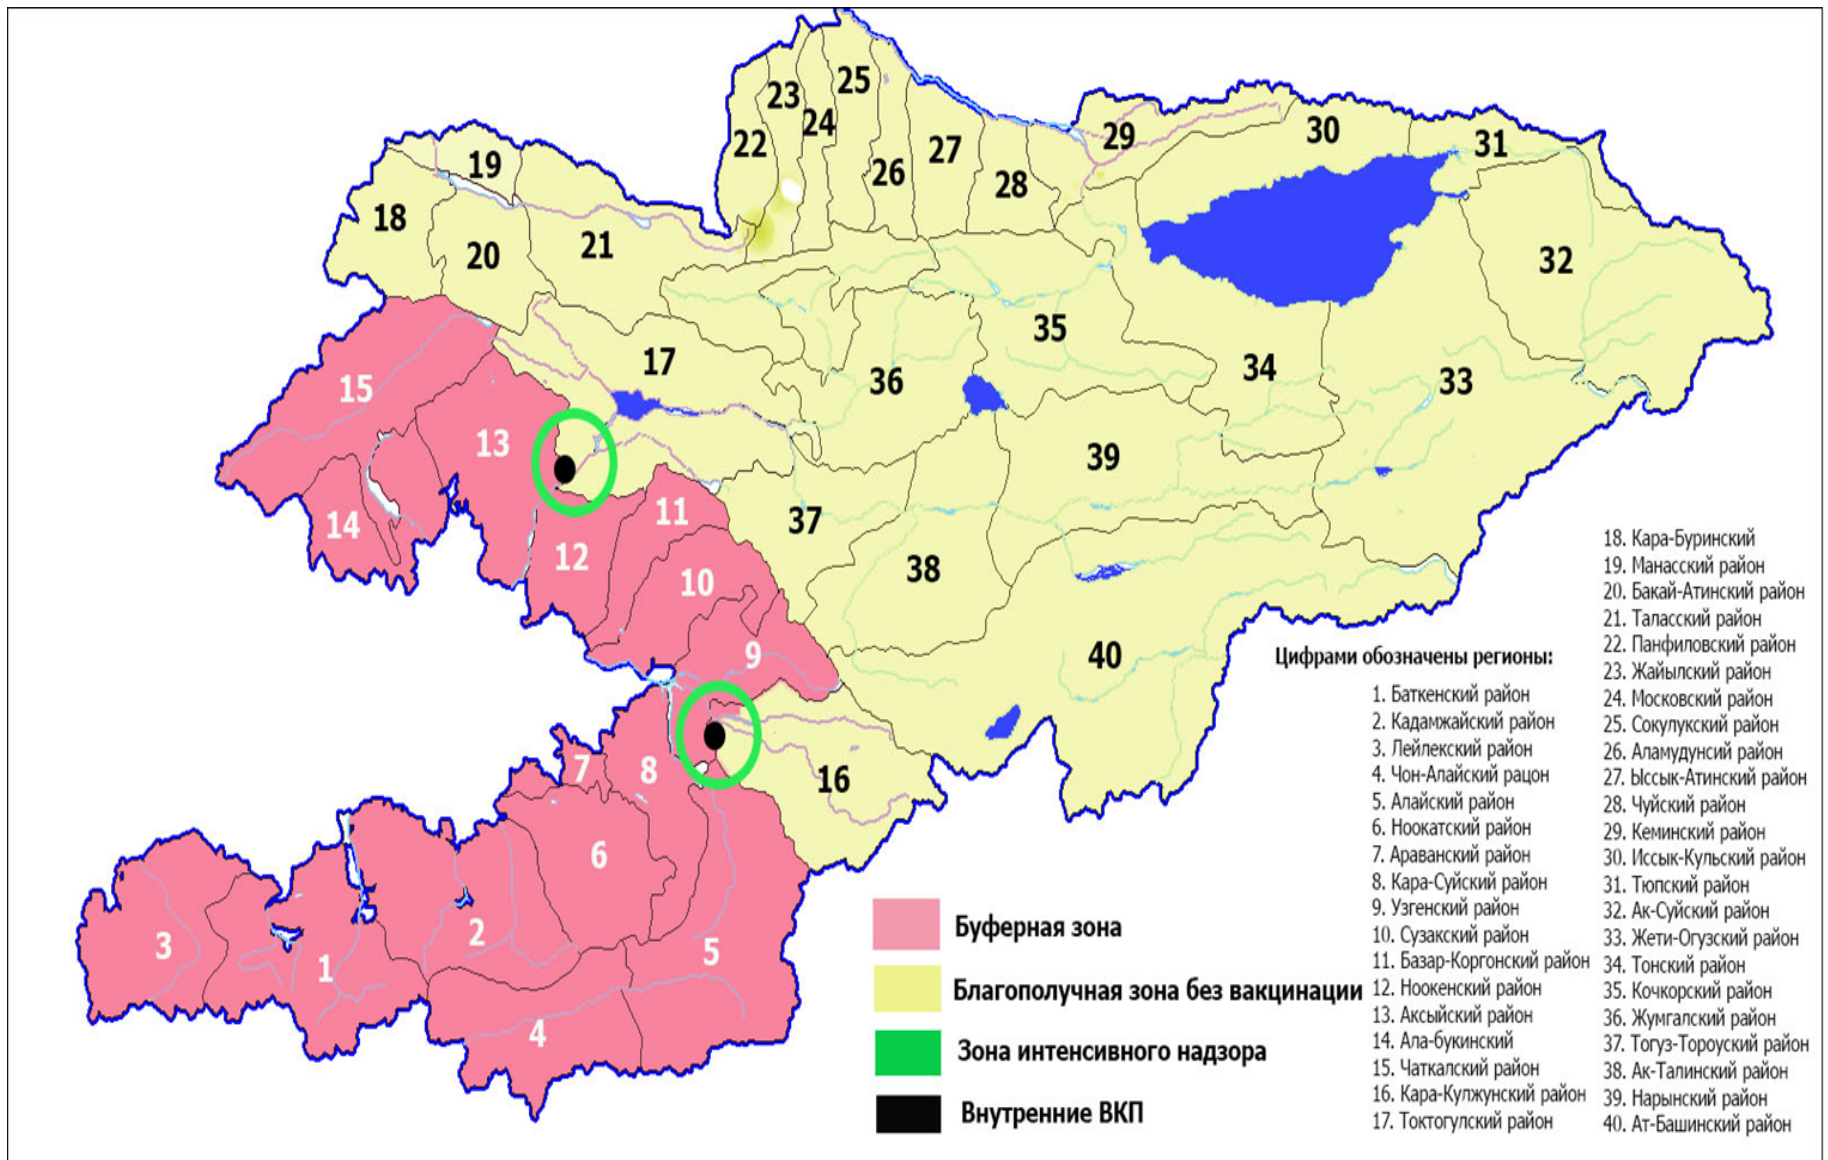 25
23
24
22
27
26
28
29
30
31
19
18
20
21
32
17
35
36
34
33
15
13
39
14
11
12
10
37
38
9
40
16
7
8
6
3
1
2
5
4
Буферная зона
Благополучная зона без вакцинации
Зона интенсивного надзора
Внутренние ВКП
Цифрами обозначены регионы:
1. Баткенский район
2. Кадамжайский район
3. Лейлекский район
4. Чон-Алайский рацон
5. Алайский район
6. Ноокатский район
7. Араванский район
8. Кара-Суйский район
9. Узгенский район
10. Сузакский район
11. Базар-Коргонский район
12. Ноокенский район
13. Аксыйский район
14. Ала-букинский
15. Чаткалский район
16. Кара-Кулжунский район
17. Токтогулский район
18. Кара-Буринский
19. Манасский район
20. Бакай-Атинский район
21. Таласский район
22. Панфиловский район
23. Жайылский район
24. Московский район
25. Сокулукский район
26. Аламудунсий район
27. Ыссык-Атинский район
28. Чуйский район
29. Кеминский район
30. Иссык-Кульский район
31. Тюпский район
32. Ак-Суйский район
33. Жети-Огузский район
34. Тонский район
35. Кочкорский район
36. Жумгалский район
37. Тогуз-Тороуский район
38. Ак-Талинский район
39. Нарынский район
40. Ат-Башинский район